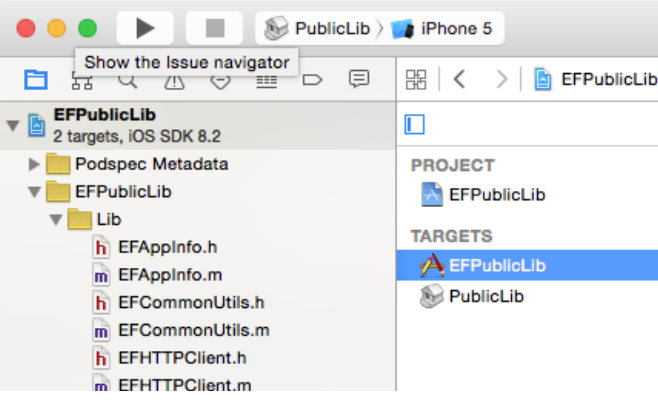 PublicLib
iPhone 5
Show the Issue navigator
EFPublicLib
EFPublicLib
2 targets, iOS SDK 8.2
Podspec Metadata
EFPublicLib
Lib
h EFAppInfo.h
m EFAppInfo.m
h EFCommonUtils.h
m EFCommonUtils.m
h EFHTTPClient.h
m EFHTTPClient.m
PROJECT
EFPublicLib
TARGETS
EFPublicLib
PublicLib